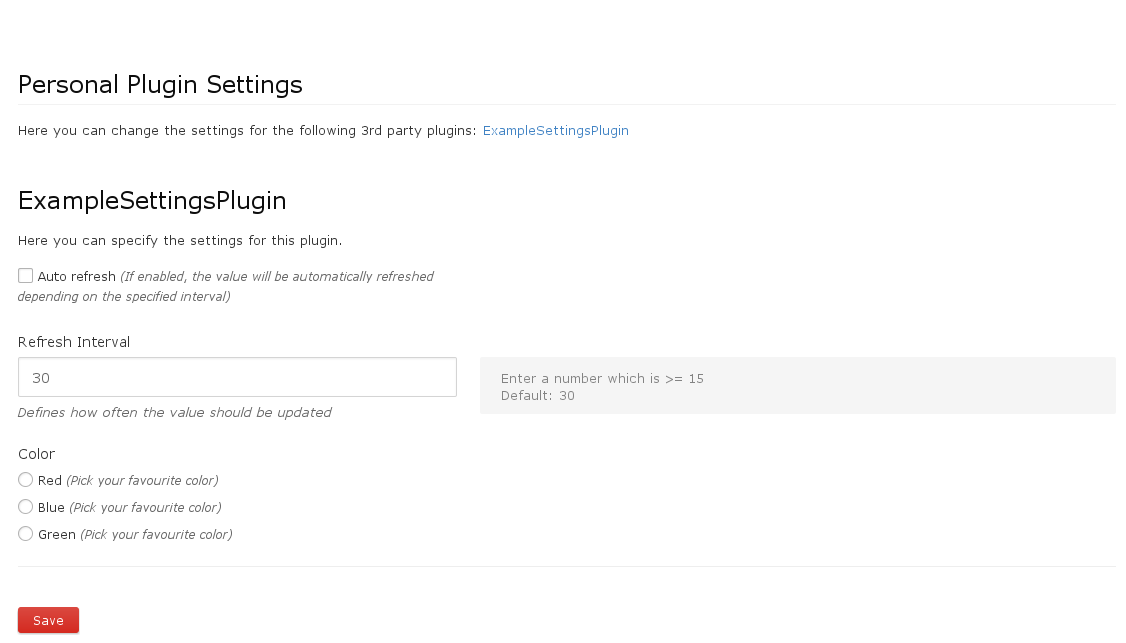 Personal Plugin Settings
Here you can change the settings for the following 3rd party plugins: ExampleSettingsPlugin
ExampleSettingsPlugin
Here you can specify the settings for this plugin.
Auto refresh (If enabled, the value will be automatically refreshed
depending on the specified interval)
Refresh Interval
30
Enter a number which is >= 15
Default: 30
Defines how often the value should be updated
Color
Red (Pick your favourite color)
Blue (Pick your favourite color)
Green (Pick your favourite color)
Save